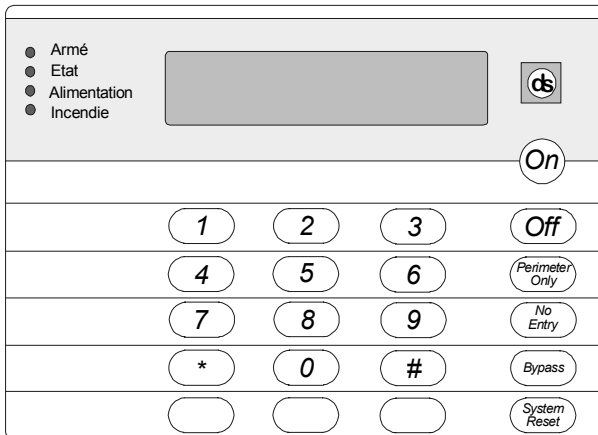 Armé
Etat
Alimentation
Incendie
ds
On
1 2 3 Off
4 5 6 Perimeter
Only
7 8 9 No
Entry
* 0 # Bypass
System
Reset